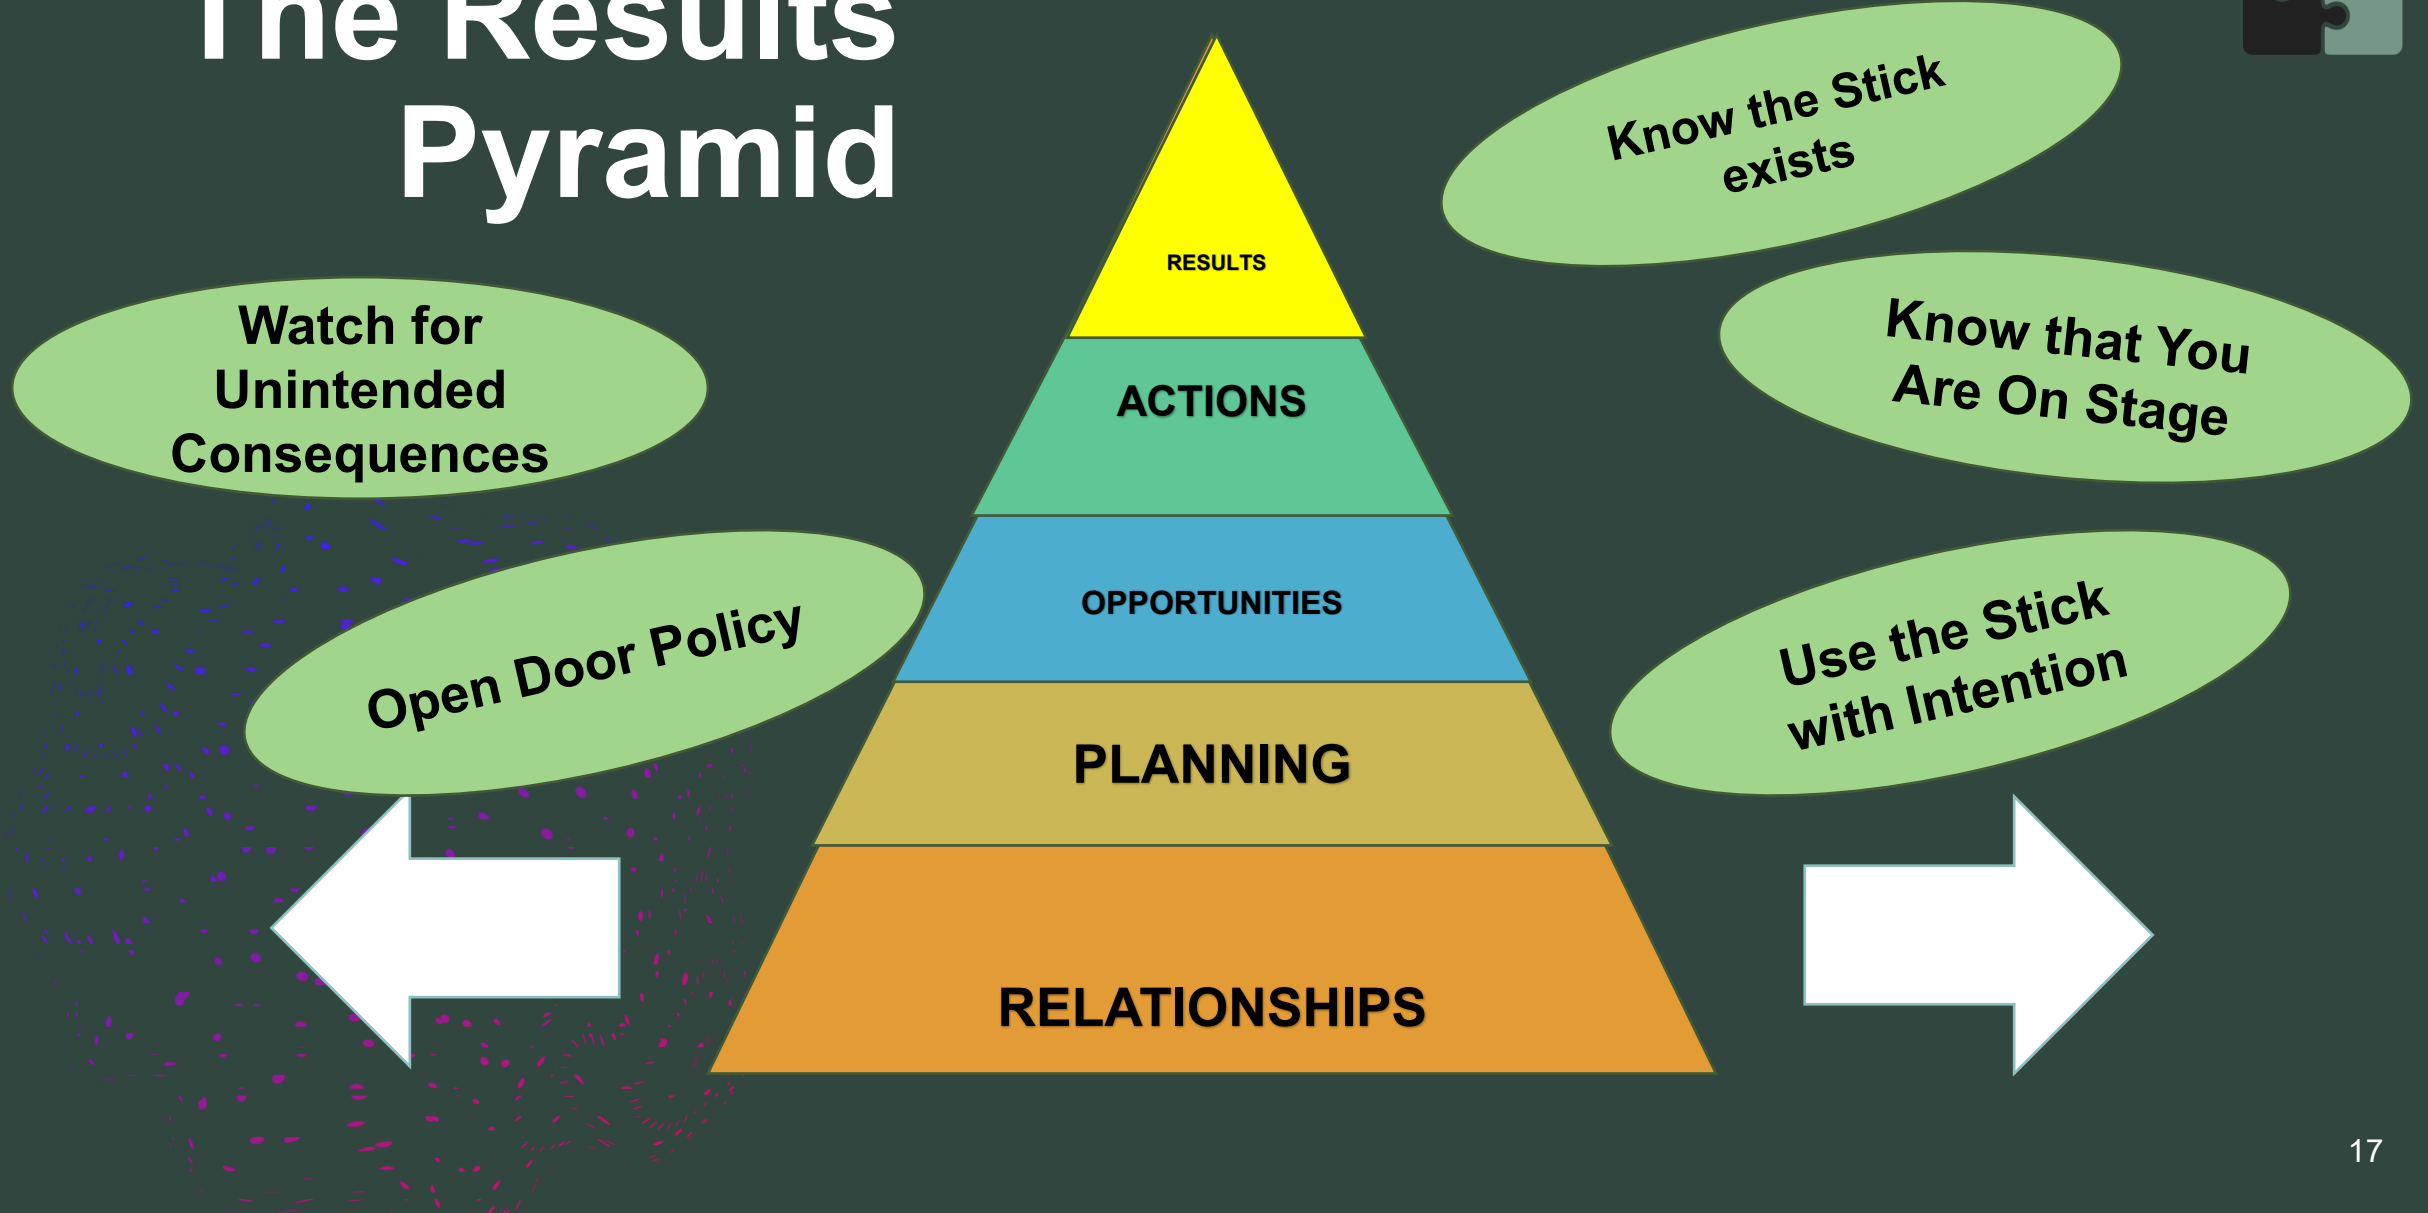 The Results
Pyramid
Know the Stick
exists
RESULTS
Watch for
Unintended
Consequences
Know that You
Are On Stage
ACTIONS
Open Door Policy
OPPORTUNITIES
Use the Stick
with Intention
PLANNING
RELATIONSHIPS
17